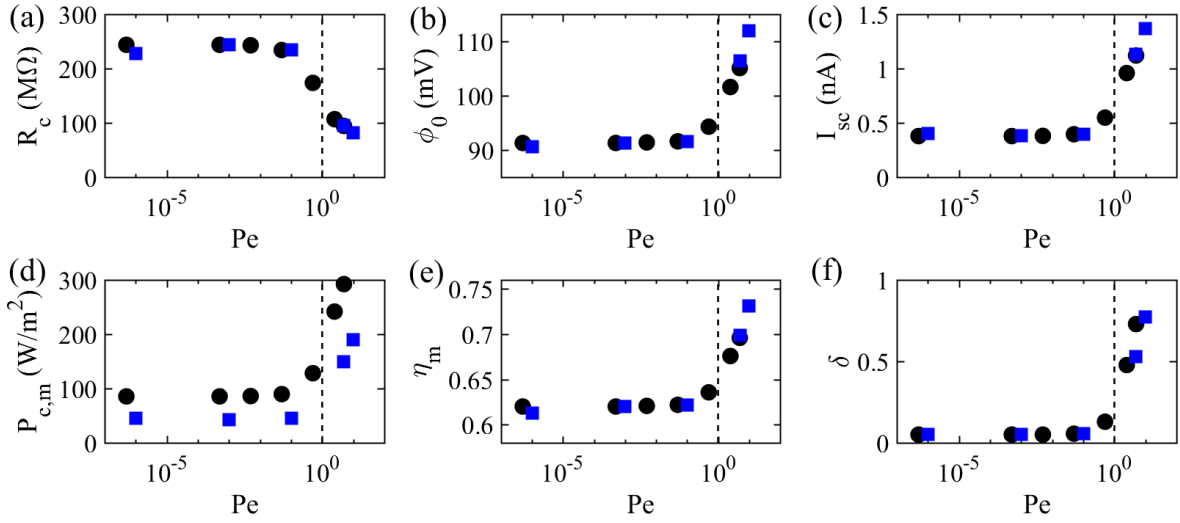 (a)
R_c (MΩ)
300
200
100
0
10^-5
10^0
Pe
(b)
ϕ_0 (mV)
110
100
90
10^-5
10^0
Pe
(c)
I_sc (nA)
1.5
1
0.5
0
10^-5
10^0
Pe
(d)
P_c,m (W/m^2)
300
200
100
0
10^-5
10^0
Pe
(e)
η_m
0.75
0.7
0.65
0.6
10^-5
10^0
Pe
(f)
δ
1
0.5
0
10^-5
10^0
Pe